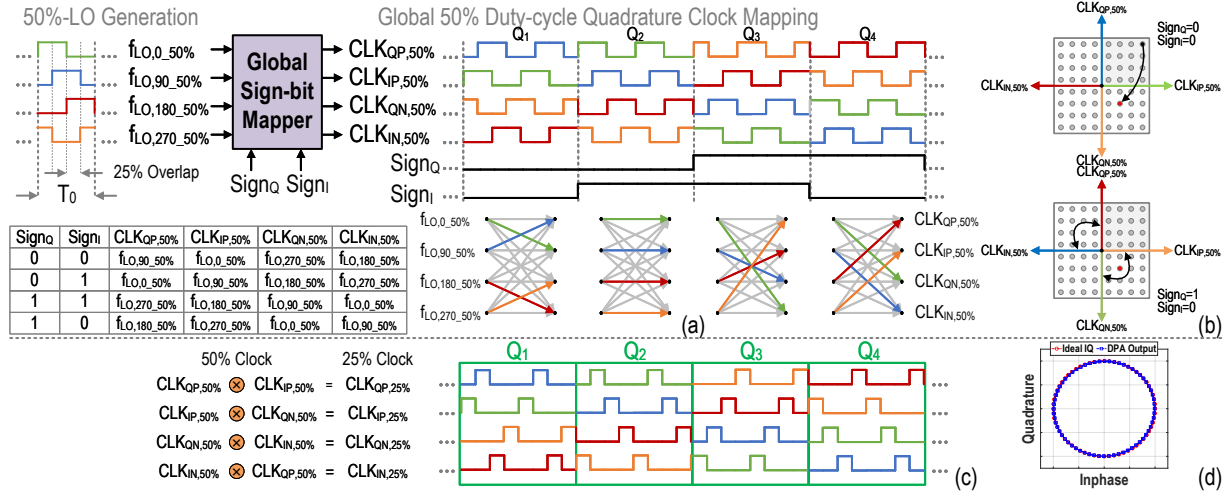 50%-LO Generation
fLO,0_50%
fLO,90_50%
fLO,180_50%
fLO,270_50%
25% Overlap
T0
Global
Sign-bit
Mapper
SignQ SignI
CLKQP,50%
CLKIP,50%
CLKQN,50%
CLKIN,50%
Global 50% Duty-cycle Quadrature Clock Mapping
Q1 Q2 Q3 Q4
SignQ
SignI
SignQ SignI CLKQP,50% CLKIP,50% CLKQN,50% CLKIN,50%
0 0 fLO,90_50% fLO,0_50% fLO,270_50% fLO,180_50%
0 1 fLO,0_50% fLO,90_50% fLO,180_50% fLO,270_50%
1 1 fLO,270_50% fLO,180_50% fLO,90_50% fLO,0_50%
1 0 fLO,180_50% fLO,270_50% fLO,0_50% fLO,90_50%
fLO,0_50%
fLO,90_50%
fLO,180_50%
fLO,270_50%
CLKQP,50%
CLKIP,50%
CLKQN,50%
CLKIN,50%
(a)
CLKQP,50%
SignQ=0
SignI=0
CLKIN,50% CLKIP,50%
CLKQN,50%
CLKQP,50%
CLKIN,50% CLKIP,50%
SignQ=1
SignI=0
CLKQN,50%
(b)
50% Clock 25% Clock
CLKQP,50% ⊗ CLKIP,50% = CLKQP,25%
CLKIP,50% ⊗ CLKQN,50% = CLKIP,25%
CLKQN,50% ⊗ CLKIN,50% = CLKQN,25%
CLKIN,50% ⊗ CLKQP,50% = CLKIN,25%
Q1 Q2 Q3 Q4
(c)
Ideal IQ DPA Output
Quadrature
Inphase
(d)